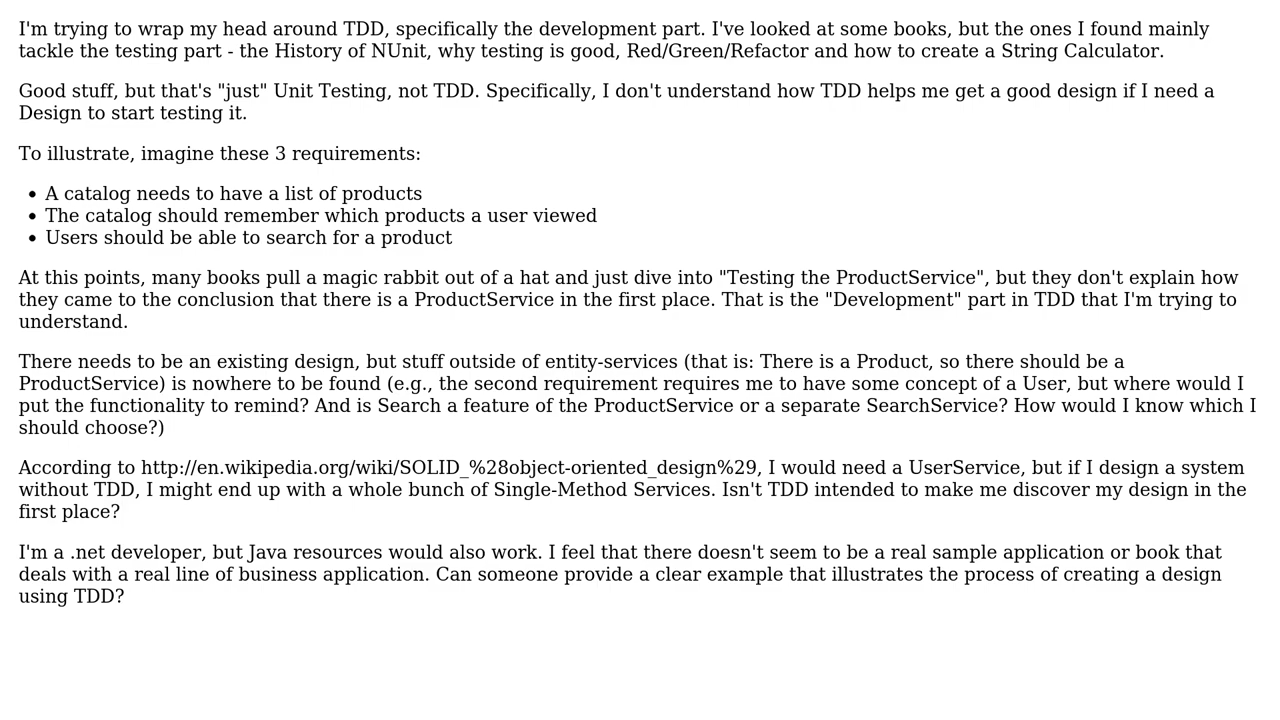 I'm trying to wrap my head around TDD, specifically the development part. I've looked at some books, but the ones I found mainly
tackle the testing part - the History of NUnit, why testing is good, Red/Green/Refactor and how to create a String Calculator.
Good stuff, but that's "just" Unit Testing, not TDD. Specifically, I don't understand how TDD helps me get a good design if I need a
Design to start testing it.
To illustrate, imagine these 3 requirements:
• A catalog needs to have a list of products
• The catalog should remember which products a user viewed
• Users should be able to search for a product
At this points, many books pull a magic rabbit out of a hat and just dive into "Testing the ProductService", but they don't explain how
they came to the conclusion that there is a ProductService in the first place. That is the "Development" part in TDD that I'm trying to
understand.
There needs to be an existing design, but stuff outside of entity-services (that is: There is a Product, so there should be a
ProductService) is nowhere to be found (e.g., the second requirement requires me to have some concept of a User, but where would I
put the functionality to remind? And is Search a feature of the ProductService or a separate SearchService? How would I know which I
should choose?)
According to http://en.wikipedia.org/wiki/SOLID_%28object-oriented_design%29, I would need a UserService, but if I design a system
without TDD, I might end up with a whole bunch of Single-Method Services. Isn't TDD intended to make me discover my design in the
first place?
I'm a .net developer, but Java resources would also work. I feel that there doesn't seem to be a real sample application or book that
deals with a real line of business application. Can someone provide a clear example that illustrates the process of creating a design
using TDD?